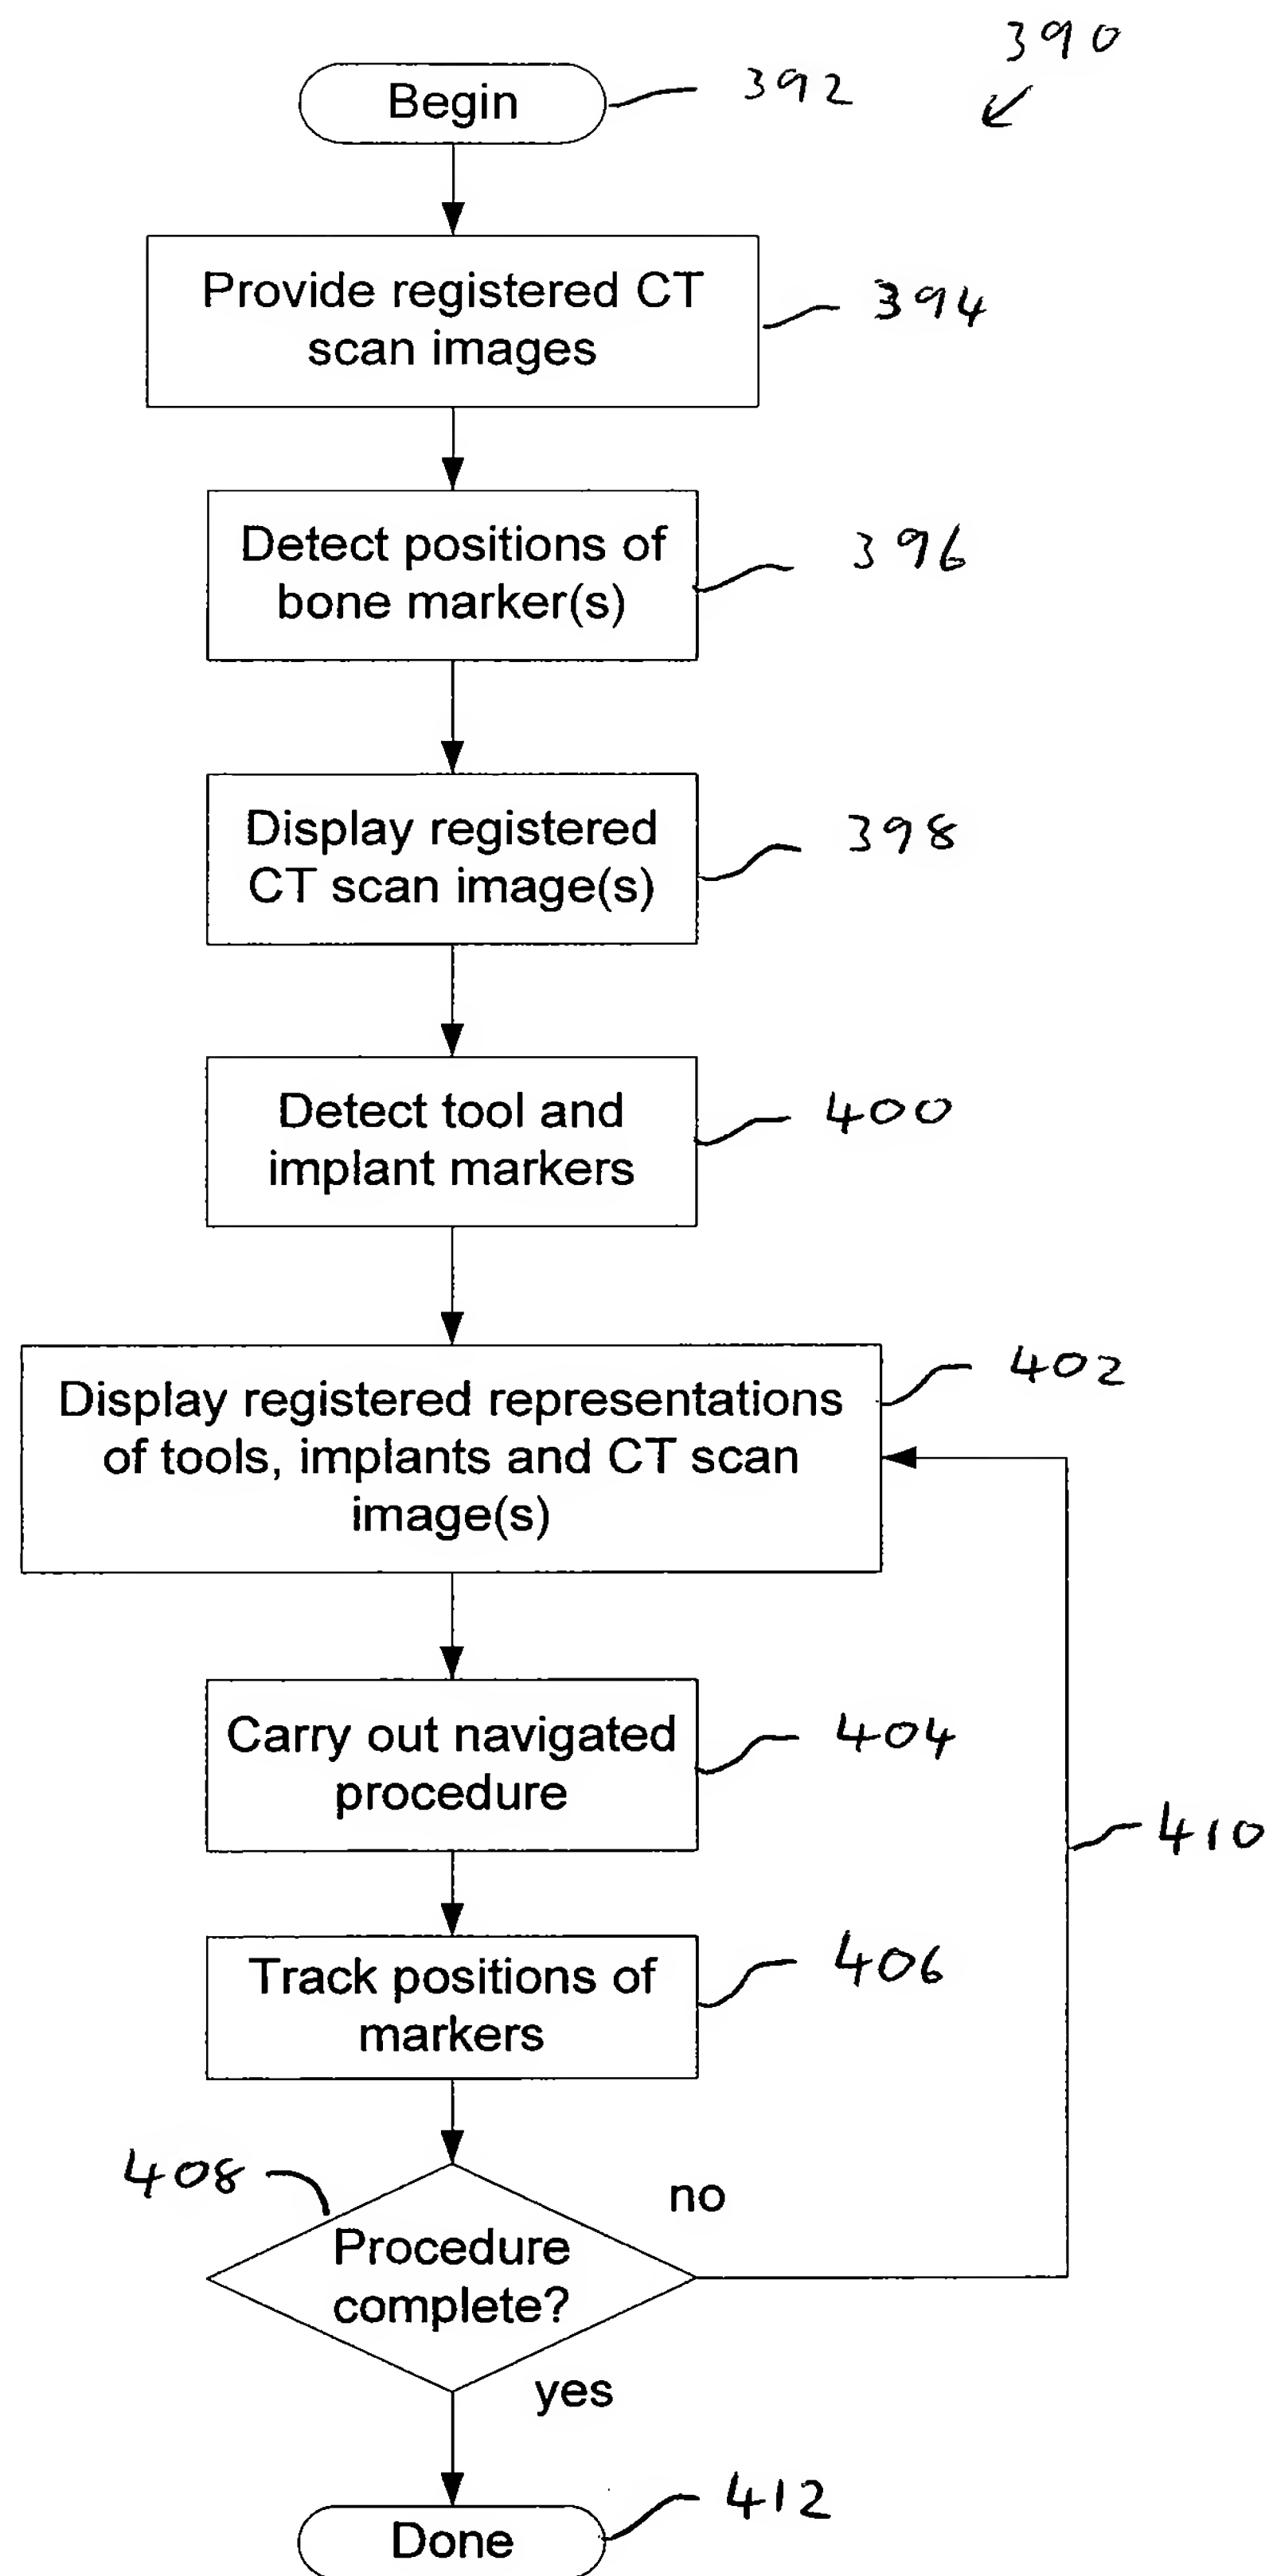 390
Begin
392
Provide registered CT
scan images
394
Detect positions of
bone marker(s)
396
Display registered
CT scan image(s)
398
Detect tool and
implant markers
400
Display registered representations
of tools, implants and CT scan
image(s)
402
Carry out navigated
procedure
404
410
Track positions of
markers
406
408
no
Procedure
complete?
yes
Done
412